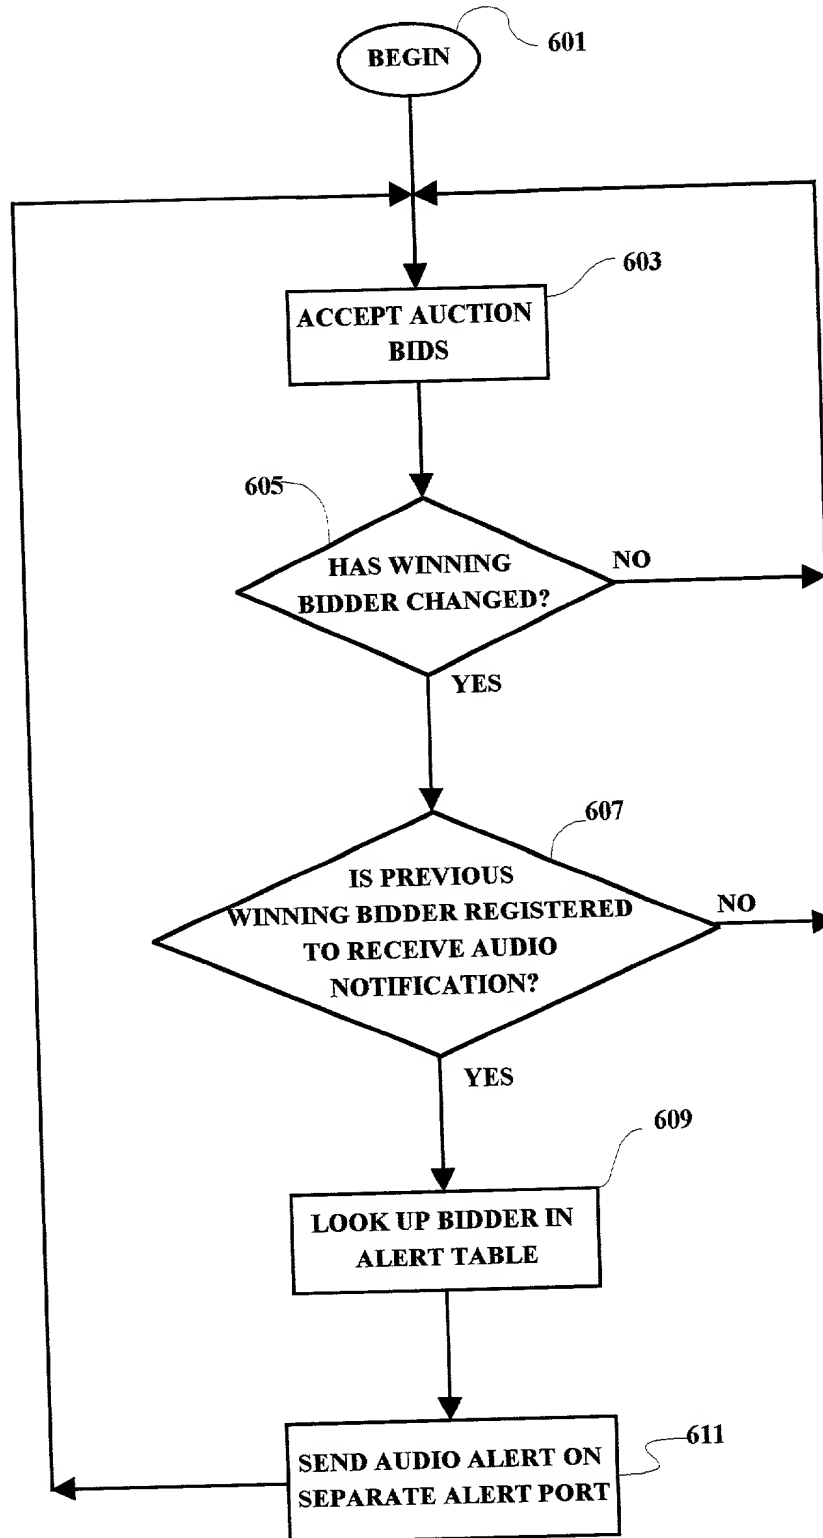 BEGIN
601
603
ACCEPT AUCTION
BIDS
605
HAS WINNING
BIDDER CHANGED?
NO
YES
607
IS PREVIOUS
WINNING BIDDER REGISTERED
TO RECEIVE AUDIO
NOTIFICATION?
NO
YES
609
LOOK UP BIDDER IN
ALERT TABLE
611
SEND AUDIO ALERT ON
SEPARATE ALERT PORT